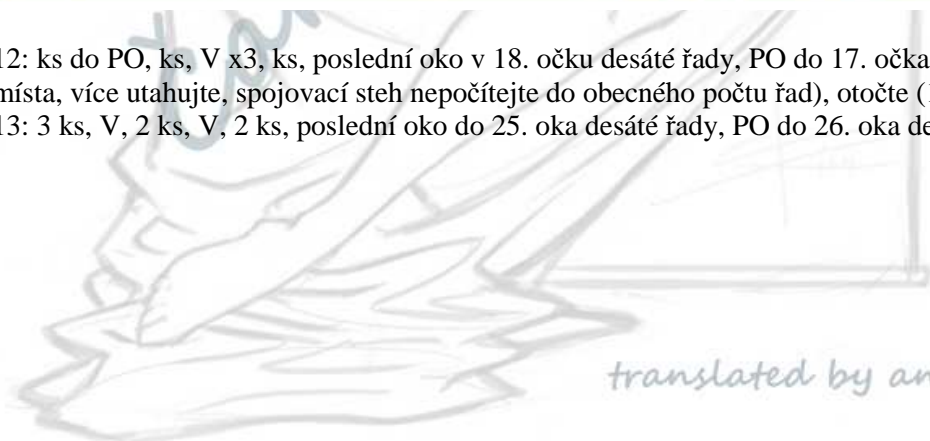 12: ks do PO, ks, V x3, ks, poslední oko v 18. očku desáté řady, PO do 17. očka
místa, více utahujte, spojovací steh nepočítejte do obecného počtu řad), otočte (
13: 3 ks, V, 2 ks, V, 2 ks, poslední oko do 25. oka desáté řady, PO do 26. oka
translated by